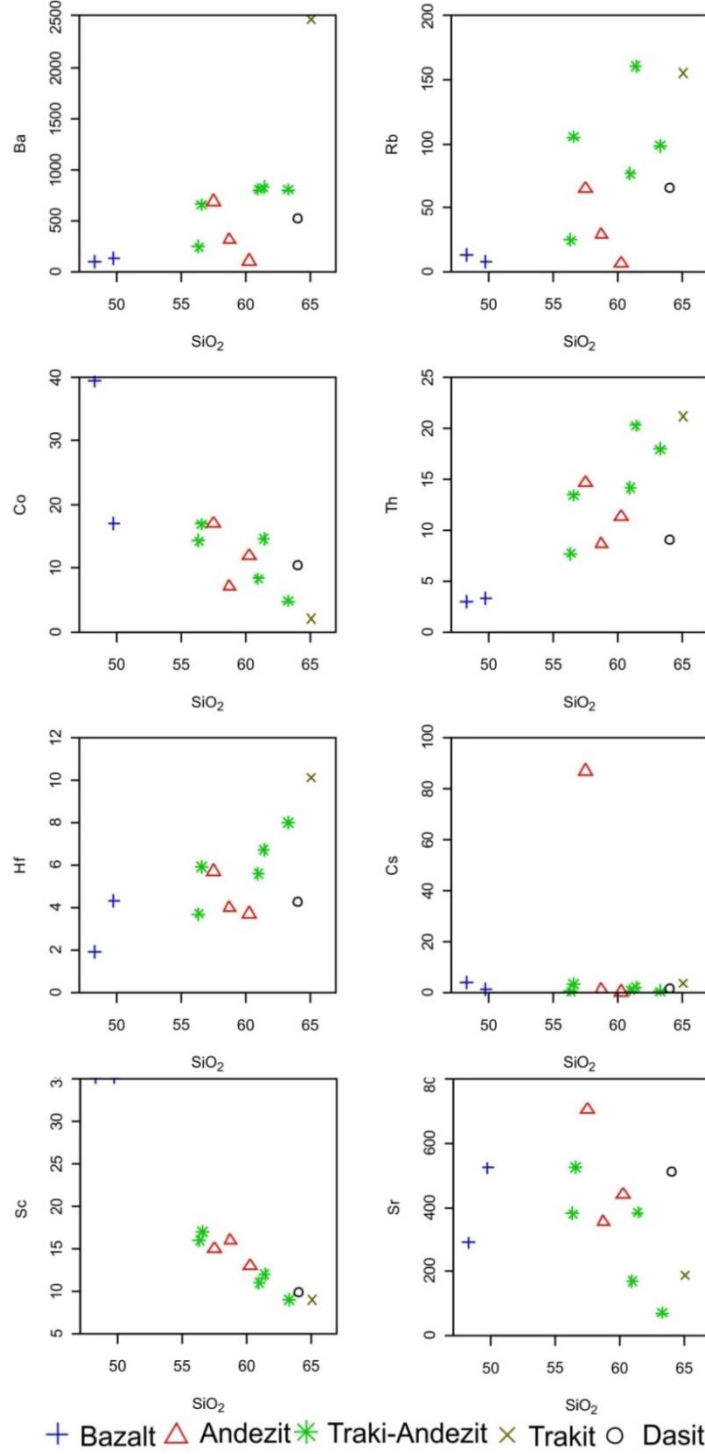 2500
2000
1500
1000
500
0
Ba
50 55 60 65
SiO₂
200
150
100
50
0
Rb
50 55 60 65
SiO₂
40
30
20
10
0
Co
50 55 60 65
SiO₂
25
20
15
10
5
0
Th
50 55 60 65
SiO₂
12
10
8
6
4
2
0
Hf
50 55 60 65
SiO₂
100
80
60
40
20
0
Cs
50 55 60 65
SiO₂
30
25
20
15
10
5
Sc
50 55 60 65
SiO₂
600
400
200
0
Sr
50 55 60 65
SiO₂
Bazalt Andezit Traki-Andezit Trakit Dasit